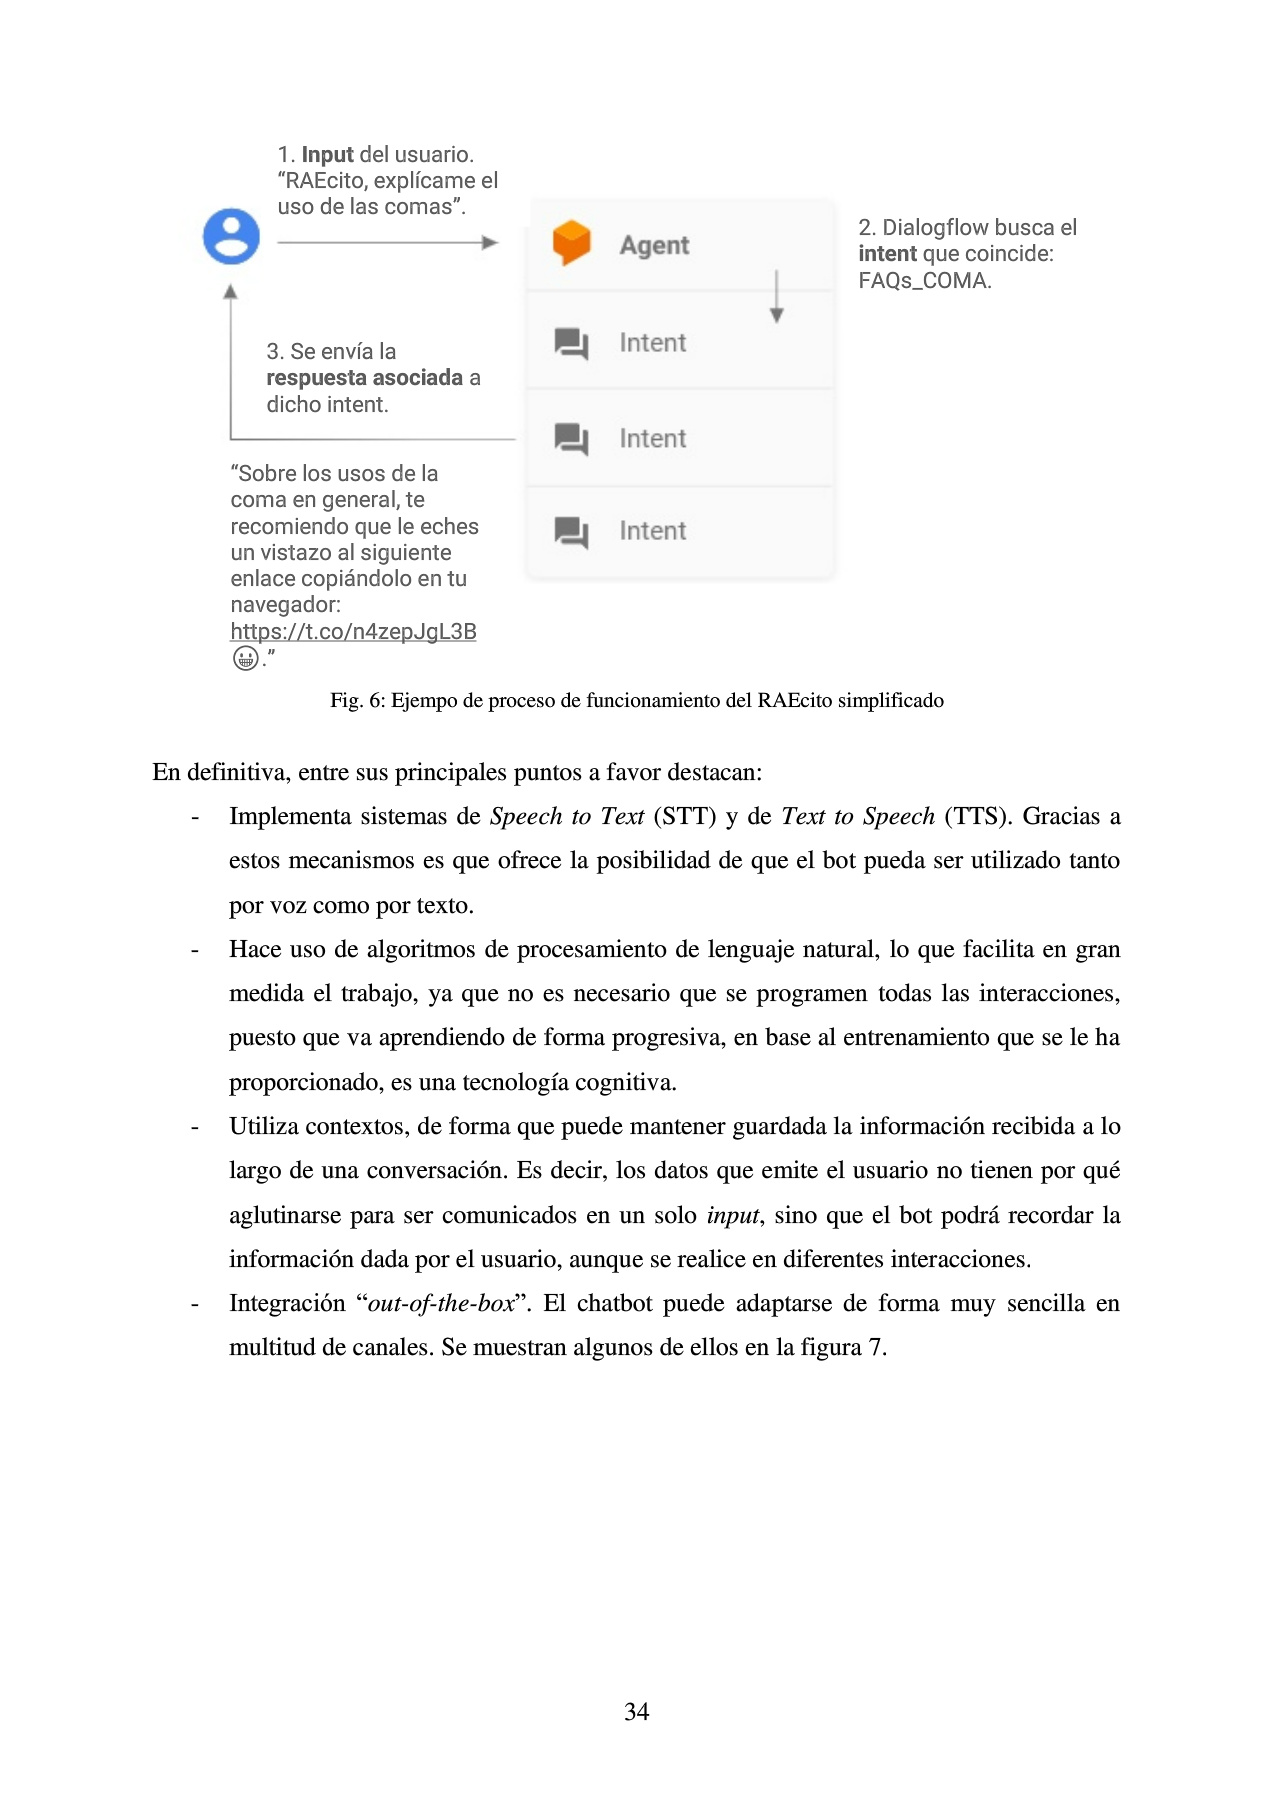 1. Input del usuario.
“RAEcito, explícame el
uso de las comas”.
Agent
2. Dialogflow busca el
intent que coincide:
FAQs_COMA.
Intent
Intent
Intent
3. Se envía la
respuesta asociada a
dicho intent.
“Sobre los usos de la
coma en general, te
recomiendo que le eches
un vistazo al siguiente
enlace copiándolo en tu
navegador:
https://t.co/n4zepJgL3B
😀.”
Fig. 6: Ejempo de proceso de funcionamiento del RAEcito simplificado
En definitiva, entre sus principales puntos a favor destacan:
- Implementa sistemas de Speech to Text (STT) y de Text to Speech (TTS). Gracias a
estos mecanismos es que ofrece la posibilidad de que el bot pueda ser utilizado tanto
por voz como por texto.
- Hace uso de algoritmos de procesamiento de lenguaje natural, lo que facilita en gran
medida el trabajo, ya que no es necesario que se programen todas las interacciones,
puesto que va aprendiendo de forma progresiva, en base al entrenamiento que se le ha
proporcionado, es una tecnología cognitiva.
- Utiliza contextos, de forma que puede mantener guardada la información recibida a lo
largo de una conversación. Es decir, los datos que emite el usuario no tienen por qué
aglutinarse para ser comunicados en un solo input, sino que el bot podrá recordar la
información dada por el usuario, aunque se realice en diferentes interacciones.
- Integración “out-of-the-box”. El chatbot puede adaptarse de forma muy sencilla en
multitud de canales. Se muestran algunos de ellos en la figura 7.
34